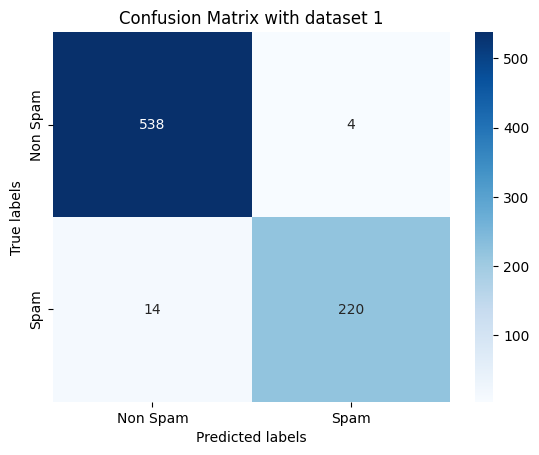 Confusion Matrix with dataset 1
True labels
Non Spam
Spam
538
4
14
220
Non Spam
Spam
Predicted labels
500
400
300
200
100